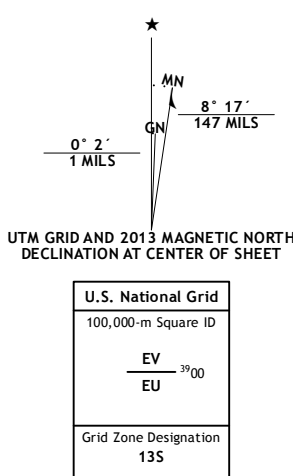 ★
MN
GN
8° 17´
147 MILS
0° 2´
1 MILS
UTM GRID AND 2013 MAGNETIC NORTH
DECLINATION AT CENTER OF SHEET
U.S. National Grid
100,000-m Square ID
EV
3900
EU
Grid Zone Designation
13S